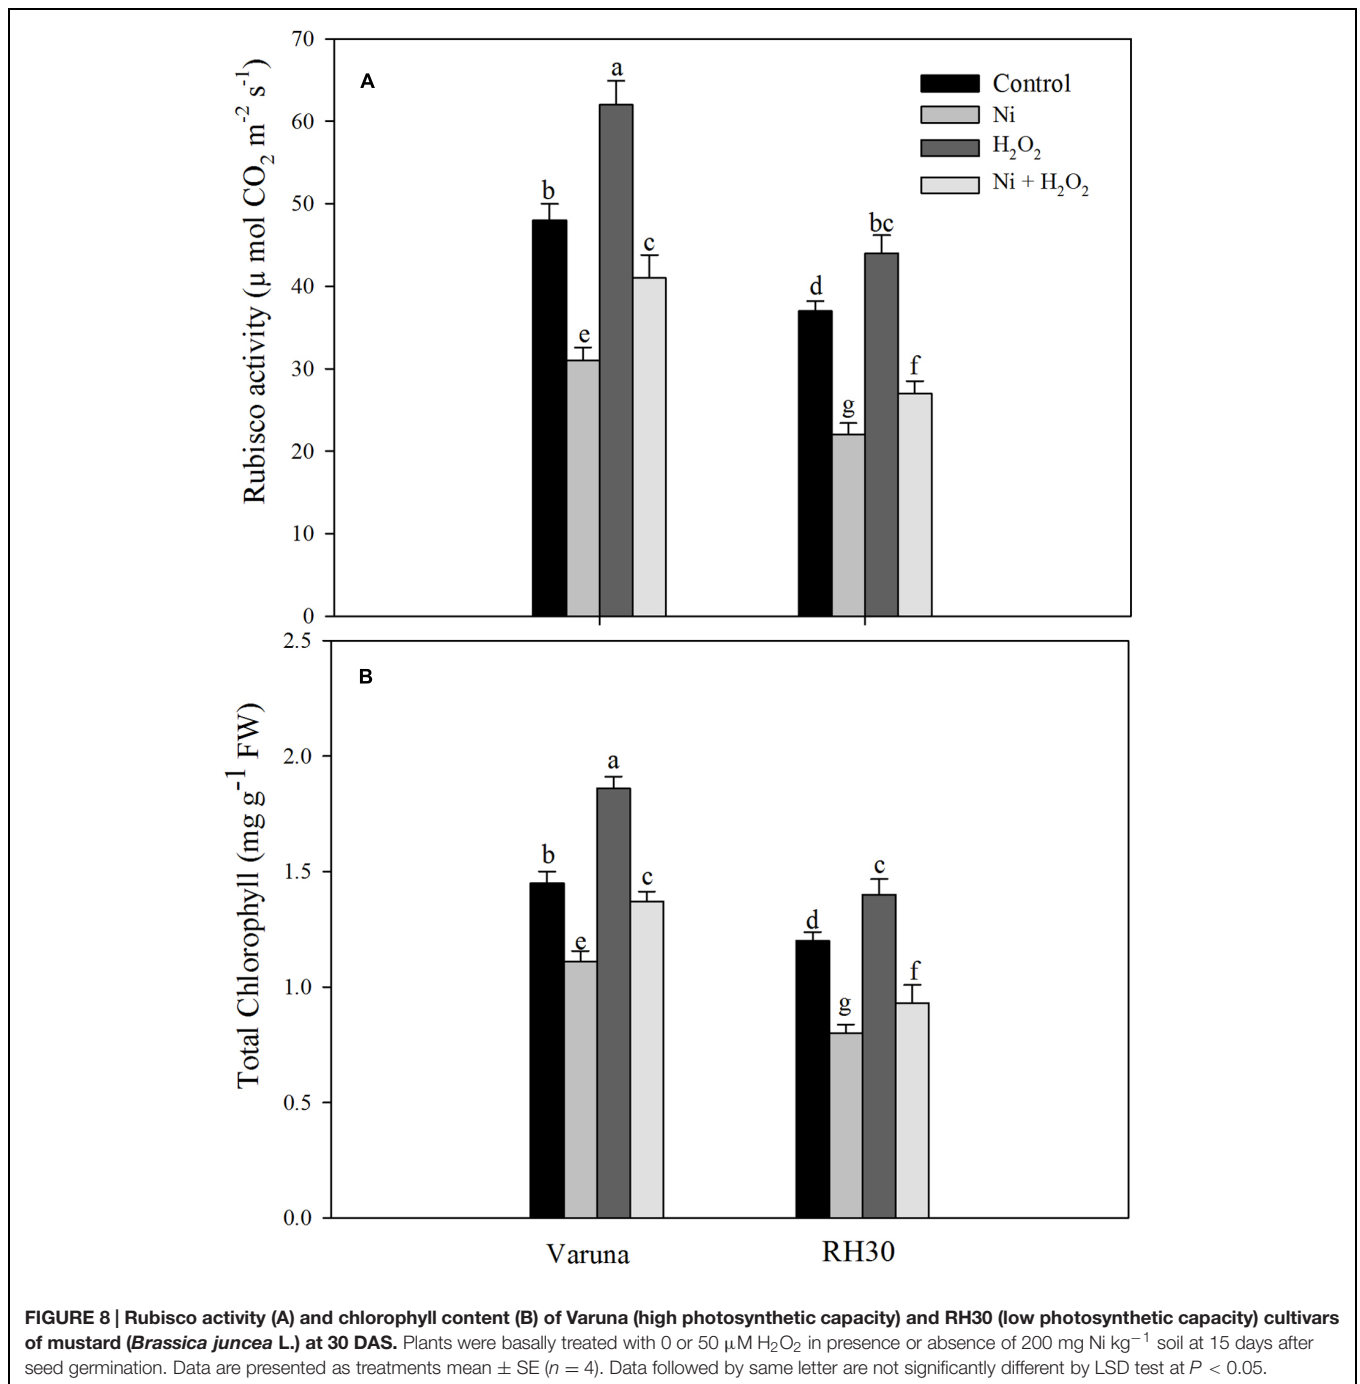 70
60
50
40
30
20
10
0
Rubisco activity (μ mol CO₂ m⁻² s⁻¹)
A
Control
Ni
H₂O₂
Ni + H₂O₂
b
e
a
c
d
g
bc
f
2.5
2.0
1.5
1.0
0.5
0.0
Total Chlorophyll (mg g⁻¹ FW)
B
b
e
a
c
d
g
c
f
Varuna
RH30
FIGURE 8 | Rubisco activity (A) and chlorophyll content (B) of Varuna (high photosynthetic capacity) and RH30 (low photosynthetic capacity) cultivars
of mustard (Brassica juncea L.) at 30 DAS. Plants were basally treated with 0 or 50 μM H₂O₂ in presence or absence of 200 mg Ni kg⁻¹ soil at 15 days after
seed germination. Data are presented as treatments mean ± SE (n = 4). Data followed by same letter are not significantly different by LSD test at P < 0.05.